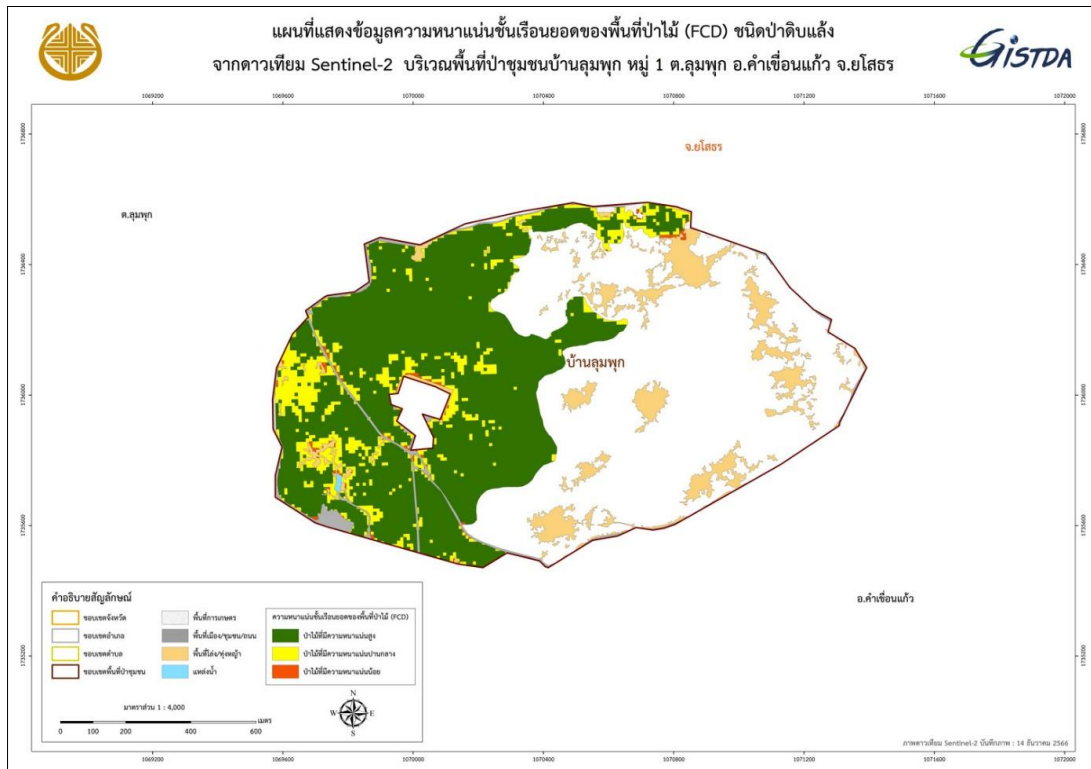 แผนที่แสดงข้อมูลความหนาแน่นชั้นเรือนยอดของพื้นที่ป่าไม้ (FCD) ชนิดป่าดิบแล้ง
จากดาวเทียม Sentinel-2 บริเวณพื้นที่ป่าชุมชนบ้านลุมพุก หมู่ 1 ต.ลุมพุก อ.คำเขื่อนแก้ว จ.ยโสธร
GISTDA
1069200 1069600 1070000 1070400 1070800 1071200 1071600 1072000
1736800 1736800
จ.ยโสธร
ต.ลุมพุก
1736400 1736400
บ้านลุมพุก
1736000 1736000
1735600 1735600
อ.คำเขื่อนแก้ว
1735200 1735200
คำอธิบายสัญลักษณ์
ขอบเขตจังหวัด
ขอบเขตอำเภอ
ขอบเขตตำบล
ขอบเขตพื้นที่ป่าชุมชน
พื้นที่การเกษตร
พื้นที่เมือง/ชุมชน/ถนน
พื้นที่โล่ง/ทุ่งหญ้า
แหล่งน้ำ
ความหนาแน่นชั้นเรือนยอดของพื้นที่ป่าไม้ (FCD)
ป่าไม้ที่มีความหนาแน่นสูง
ป่าไม้ที่มีความหนาแน่นปานกลาง
ป่าไม้ที่มีความหนาแน่นน้อย
มาตราส่วน 1 : 4,000
0 100 200 300 400 600 เมตร
N
W E
S
ภาพดาวเทียม Sentinel-2 บันทึกภาพ : 14 ธันวาคม 2566
1069200 1069600 1070000 1070400 1070800 1071200 1071600 1072000